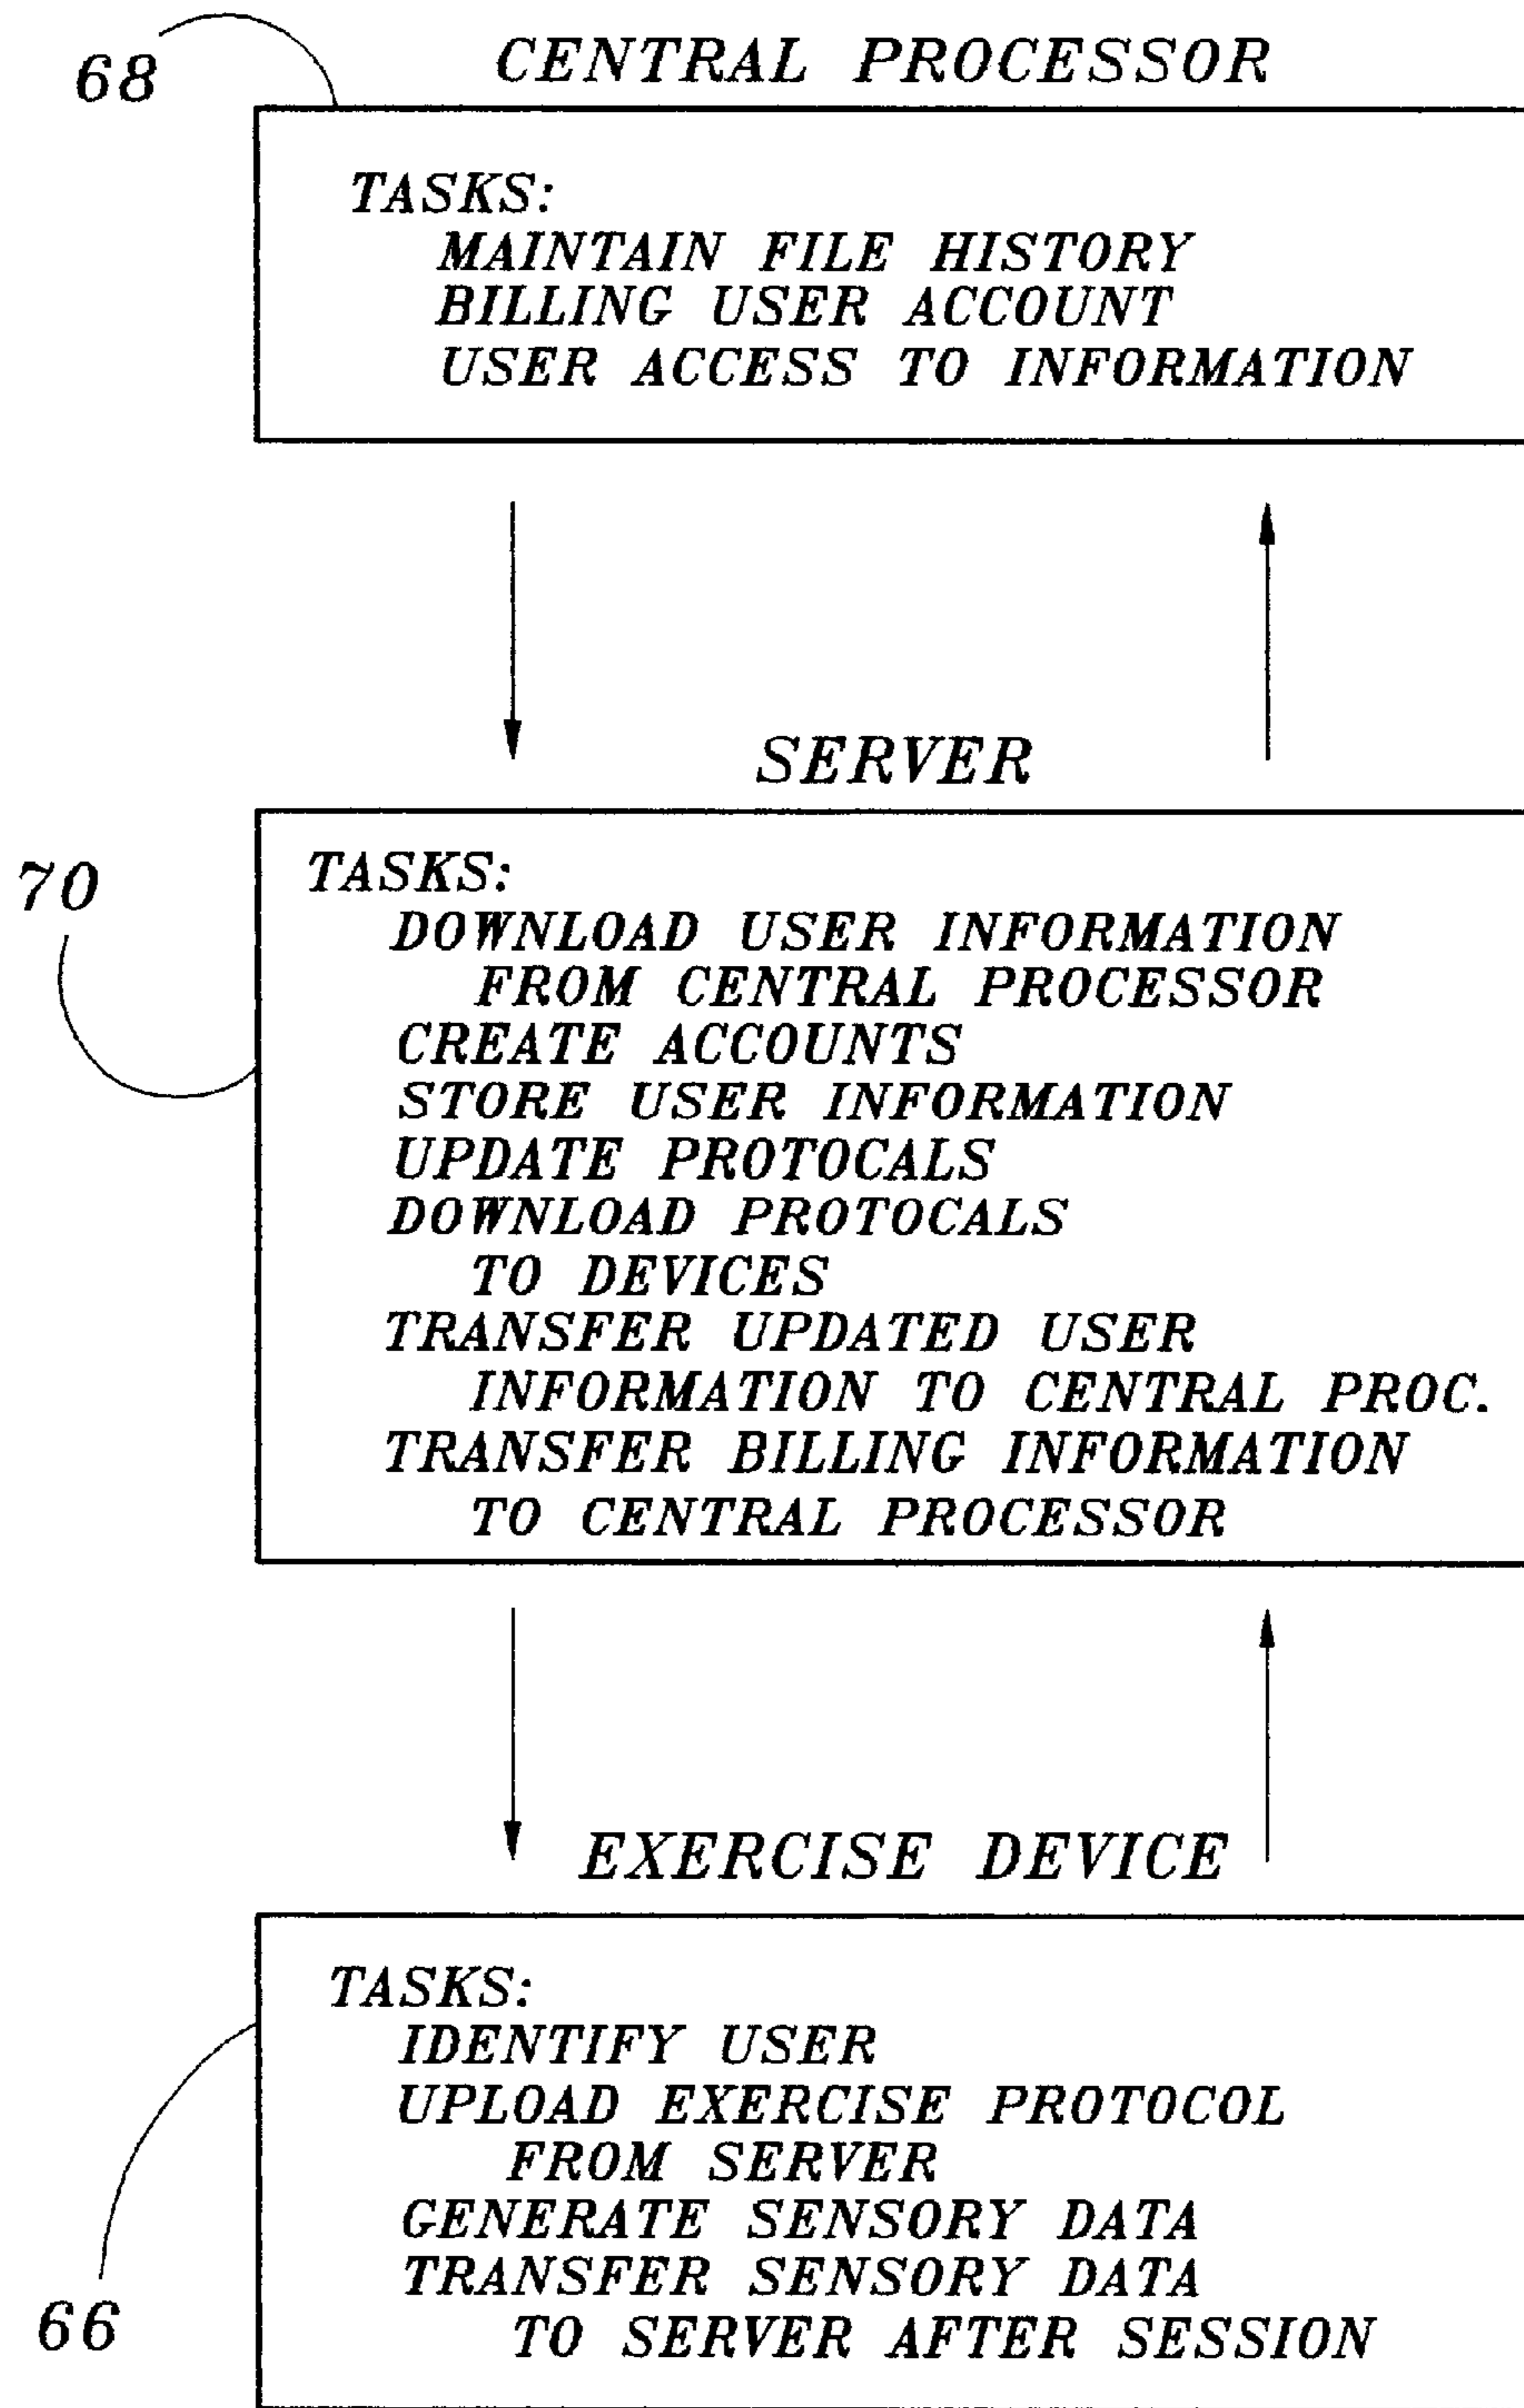 68
CENTRAL PROCESSOR
TASKS:
MAINTAIN FILE HISTORY
BILLING USER ACCOUNT
USER ACCESS TO INFORMATION
SERVER
70
TASKS:
DOWNLOAD USER INFORMATION
FROM CENTRAL PROCESSOR
CREATE ACCOUNTS
STORE USER INFORMATION
UPDATE PROTOCALS
DOWNLOAD PROTOCALS
TO DEVICES
TRANSFER UPDATED USER
INFORMATION TO CENTRAL PROC.
TRANSFER BILLING INFORMATION
TO CENTRAL PROCESSOR
EXERCISE DEVICE
TASKS:
IDENTIFY USER
UPLOAD EXERCISE PROTOCOL
FROM SERVER
GENERATE SENSORY DATA
TRANSFER SENSORY DATA
TO SERVER AFTER SESSION
66